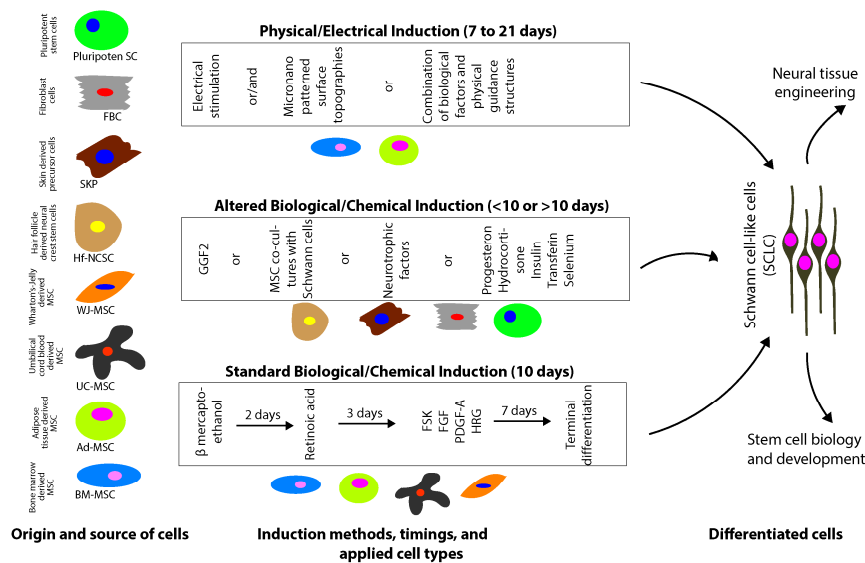 Pluripotent
stem cells
Pluripoten SC
Fibroblast
cells
FBC
Skin derived
precursor cells
SKP
Hair follicle
derived neural
crest stem cells
Hf-NCSC
Wharton's-Jelly
derived
MSC
WJ-MSC
Umbilical
cord blood
derived
MSC
UC-MSC
Adipose
tissue derived
MSC
Ad-MSC
Bone marrow
derived
MSC
BM-MSC
Origin and source of cells
Physical/Electrical Induction (7 to 21 days)
Electrical
stimulation
or/and
Micronano
patterned
surface
topographies
or
Combination
of biological
factors and
physical
guidance
structures
Altered Biological/Chemical Induction (<10 or >10 days)
GGF2
or
MSC co-cul-
tures with
Schwann cells
or
Neurotrophic
factors
or
Progesteron
Hydrocorti-
sone
Insulin
Transferin
Selenium
Standard Biological/Chemical Induction (10 days)
β mercapto-
ethanol
2 days
Retinoic acid
3 days
FSK
FGF
PDGF-A
HRG
7 days
Terminal
differentiation
Induction methods, timings, and
applied cell types
Neural tissue
engineering
Schwann cell-like cells
(SCLC)
Stem cell biology
and development
Differentiated cells